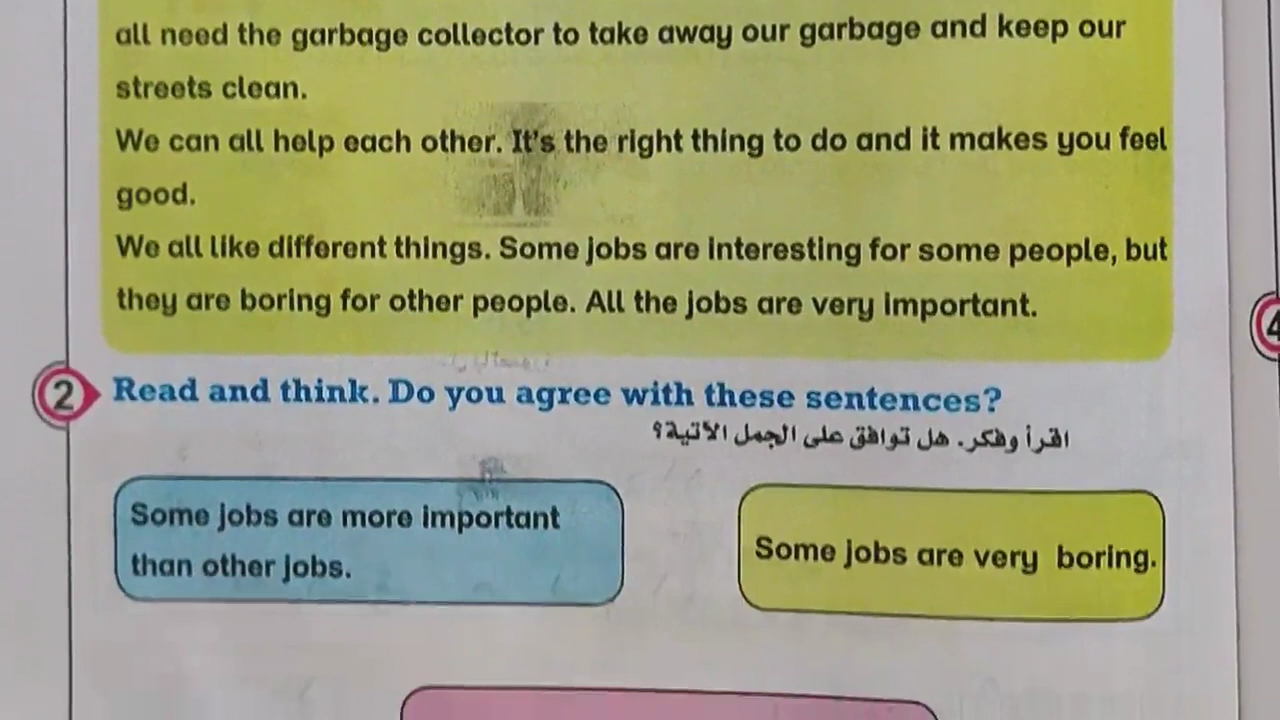 all need the garbage collector to take away our garbage and keep our
streets clean.
We can all help each other. It's the right thing to do and it makes you feel
good.
We all like different things. Some jobs are interesting for some people, but
they are boring for other people. All the jobs are very important.
2 Read and think. Do you agree with these sentences?
اقرأ وفكر. هل توافق على الجمل الآتية؟
Some jobs are more important
than other jobs.
Some jobs are very boring.
4